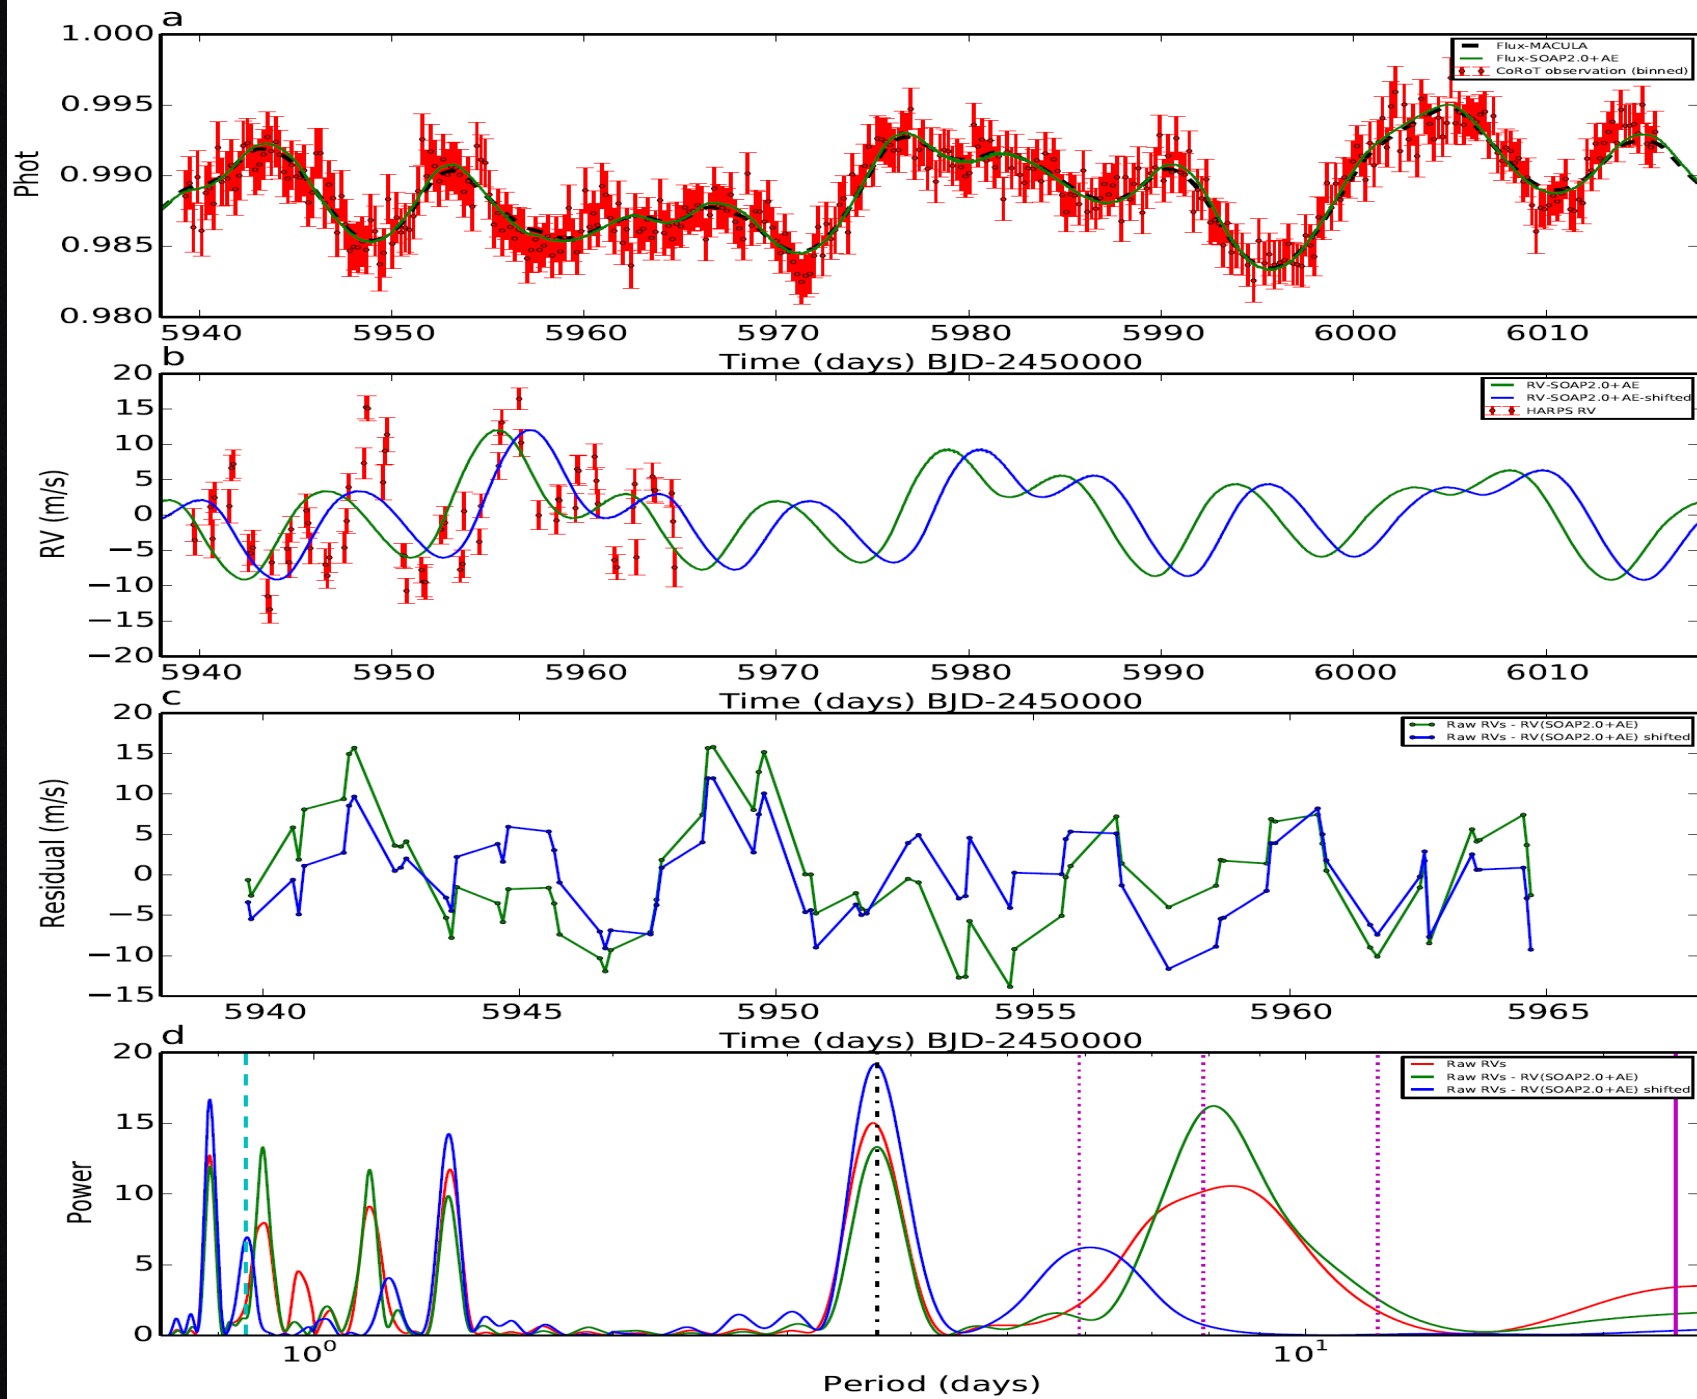 a
1.000
0.995
0.990
0.985
0.980
Phot
Flux-MACULA
Flux-SOAP2.0+AE
CoRoT observation (binned)
5940 5950 5960 5970 5980 5990 6000 6010
Time (days) BJD-2450000
b
20
15
10
5
0
−5
−10
−15
−20
RV (m/s)
RV-SOAP2.0+AE
RV-SOAP2.0+AE-shifted
HARPS RV
5940 5950 5960 5970 5980 5990 6000 6010
Time (days) BJD-2450000
c
20
15
10
5
0
−5
−10
−15
Residual (m/s)
Raw RVs - RV(SOAP2.0+AE)
Raw RVs - RV(SOAP2.0+AE) shifted
5940 5945 5950 5955 5960 5965
Time (days) BJD-2450000
d
20
15
10
5
0
Power
Raw RVs
Raw RVs - RV(SOAP2.0+AE)
Raw RVs - RV(SOAP2.0+AE) shifted
10⁰ 10¹
Period (days)